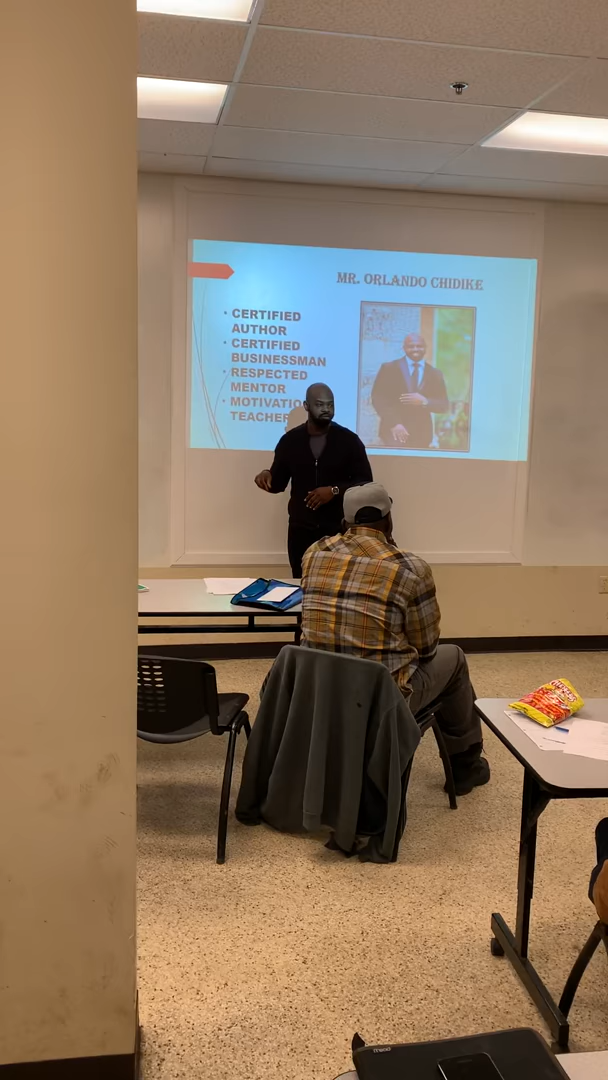 MR. ORLANDO CHIDIKE
• CERTIFIED
AUTHOR
• CERTIFIED
BUSINESSMAN
• RESPECTED
MENTOR
• MOTIVATIO
TEACHER